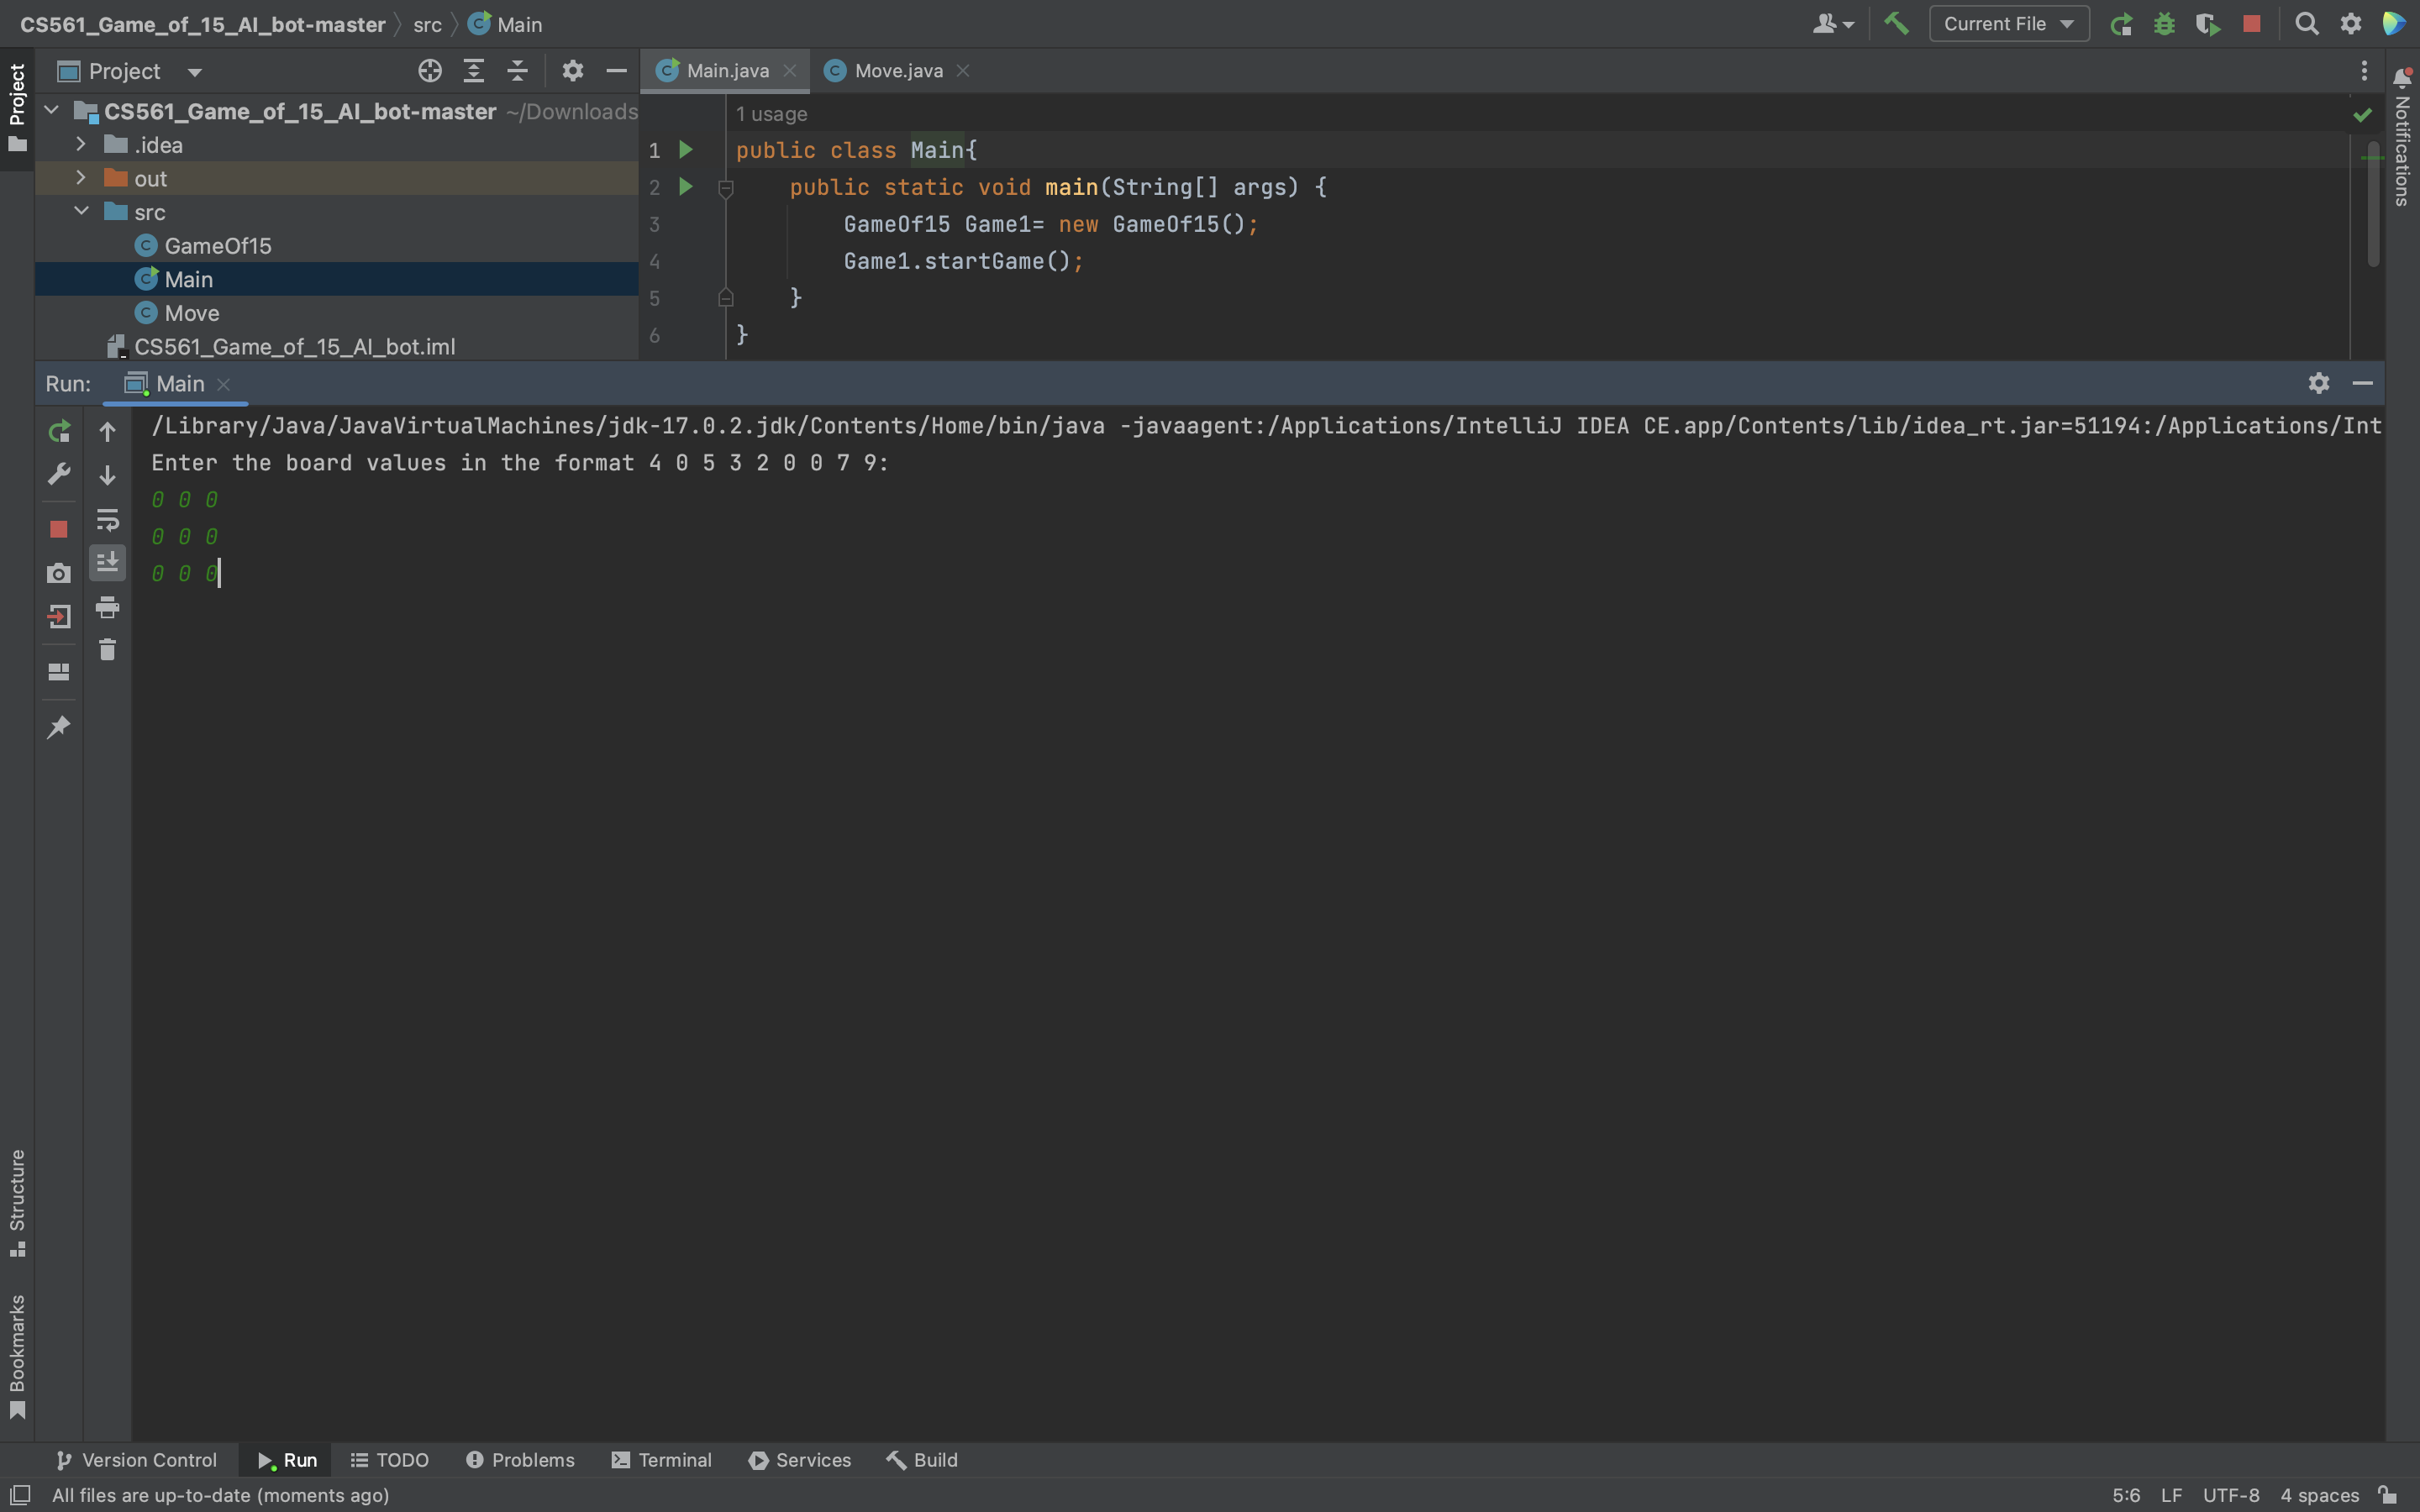 CS561_Game_of_15_AI_bot-master src Main
Current File
Project
Project
CS561_Game_of_15_AI_bot-master ~/Downloads
.idea
out
src
GameOf15
Main
Move
CS561_Game_of_15_AI_bot.iml
Main.java
Move.java
1 usage
1 public class Main{
2 public static void main(String[] args) {
3 GameOf15 Game1= new GameOf15();
4 Game1.startGame();
5 }
6 }
Notifications
Run: Main
/Library/Java/JavaVirtualMachines/jdk-17.0.2.jdk/Contents/Home/bin/java -javaagent:/Applications/IntelliJ IDEA CE.app/Contents/lib/idea_rt.jar=51194:/Applications/Int
Enter the board values in the format 4 0 5 3 2 0 0 7 9:
0 0 0
0 0 0
0 0 0
Structure
Bookmarks
Version Control Run TODO Problems Terminal Services Build
All files are up-to-date (moments ago)
5:6 LF UTF-8 4 spaces